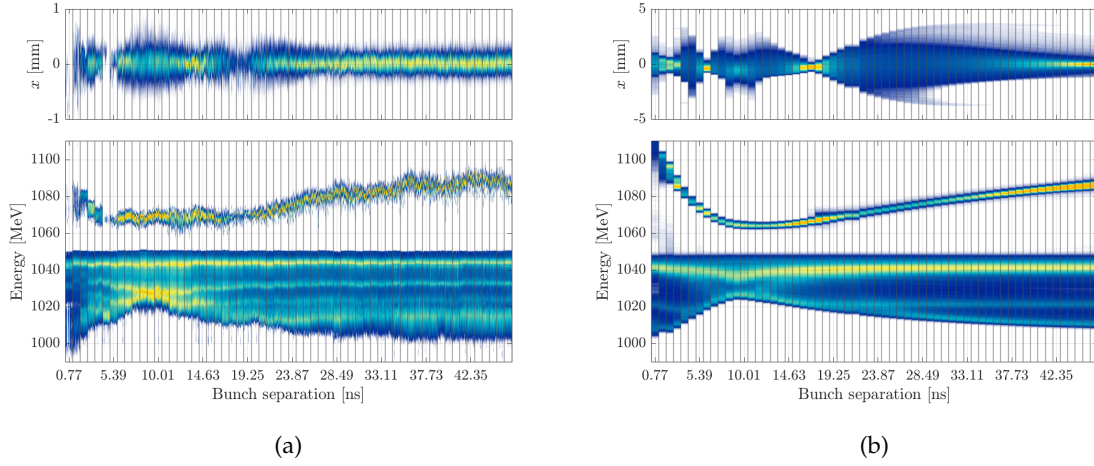 1
0
-1
x [mm]
1100
1080
1060
1040
1020
1000
Energy [MeV]
0.77 5.39 10.01 14.63 19.25 23.87 28.49 33.11 37.73 42.35
Bunch separation [ns]
(a)
5
0
-5
x [mm]
1100
1080
1060
1040
1020
1000
Energy [MeV]
0.77 5.39 10.01 14.63 19.25 23.87 28.49 33.11 37.73 42.35
Bunch separation [ns]
(b)